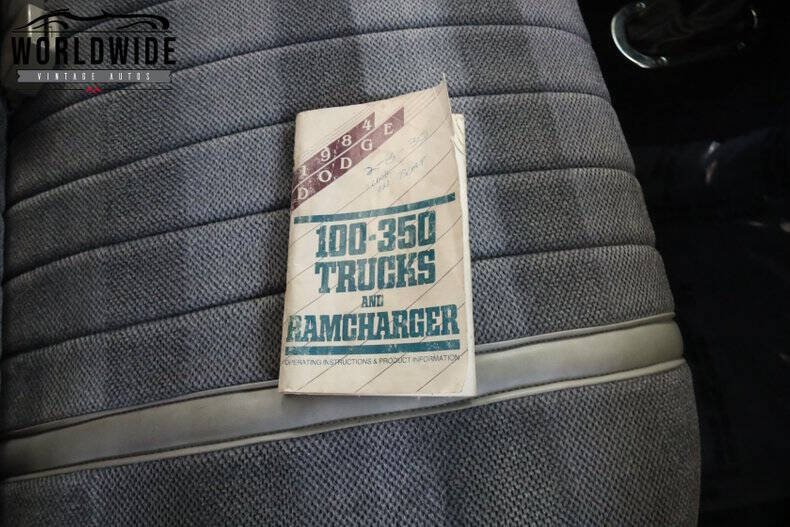 WORLDWIDE
VINTAGE AUTOS
1984
DODGE
100-350
TRUCKS
AND
RAMCHARGER
OPERATING INSTRUCTIONS & PRODUCT INFORMATION